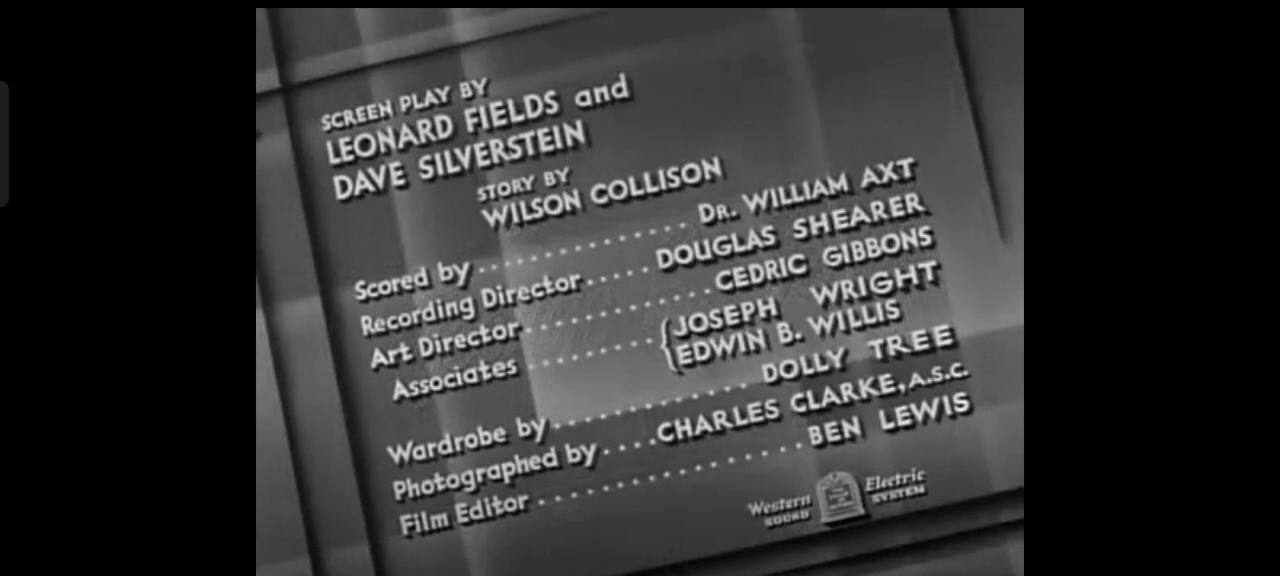 SCREEN PLAY BY
LEONARD FIELDS and
DAVE SILVERSTEIN
STORY BY
WILSON COLLISON
Scored by .............. DR. WILLIAM AXT
Recording Director ..... DOUGLAS SHEARER
Art Director ............ CEDRIC GIBBONS
Associates ......... { JOSEPH WRIGHT
EDWIN B. WILLIS
Wardrobe by ............. DOLLY TREE
Photographed by .... CHARLES CLARKE, A.S.C.
Film Editor .................. BEN LEWIS
Western Electric
SOUND SYSTEM